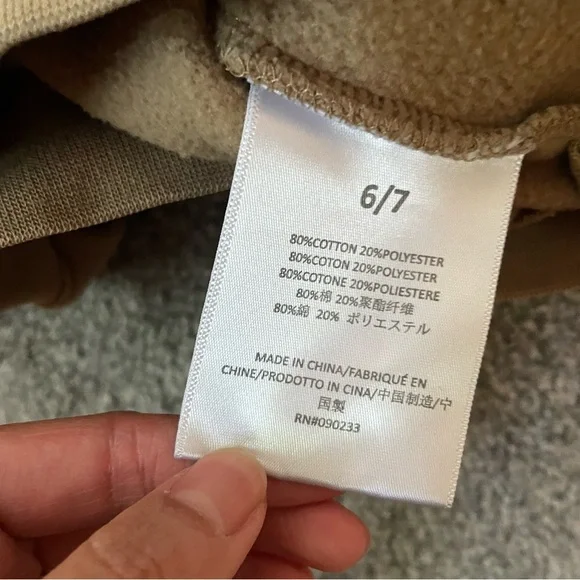 6/7
80%COTTON 20%POLYESTER
80%COTON 20%POLYESTER
80%COTONE 20%POLIESTERE
80%棉 20%聚酯纤维
80%綿 20% ポリエステル
MADE IN CHINA/FABRIQUÉ EN
CHINE/PRODOTTO IN CINA/中国制造/中
国製
RN#090233